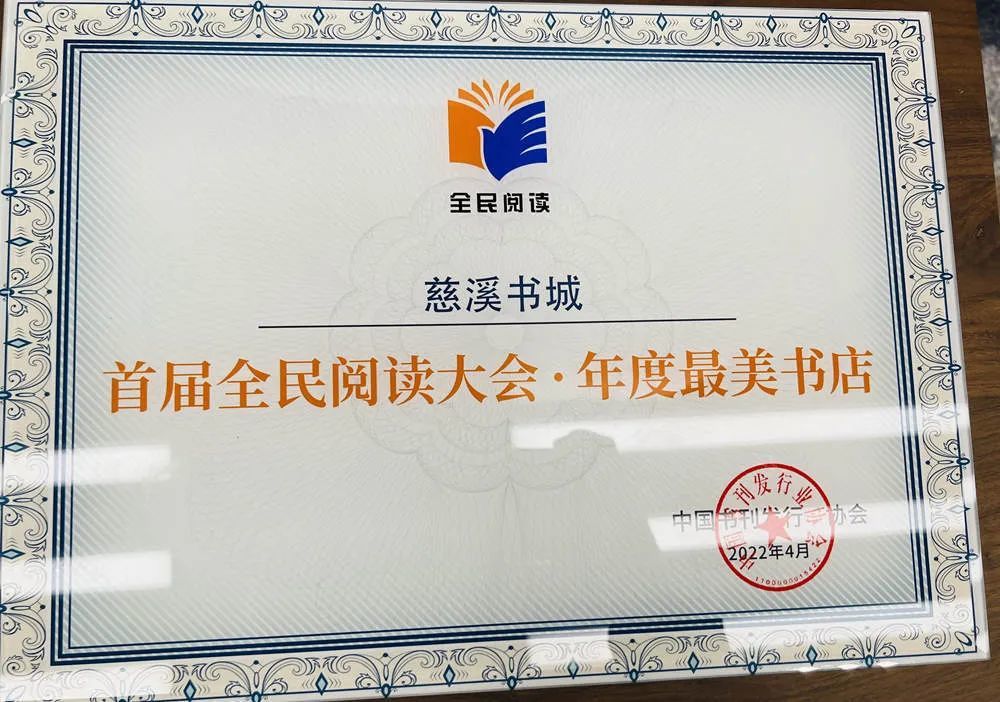 全民阅读
慈溪书城
首届全民阅读大会·年度最美书店
中国书刊发行业协会
2022年4月